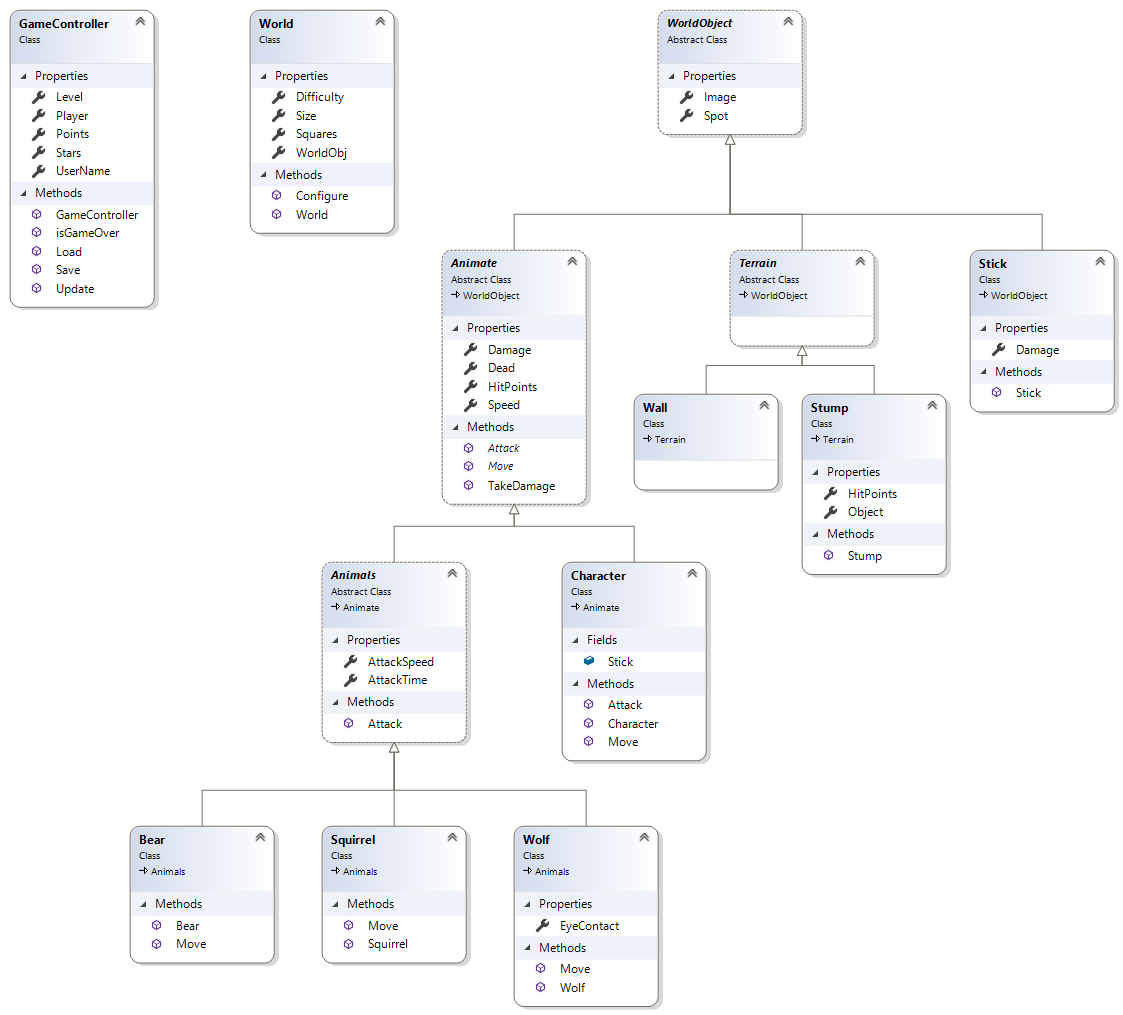 GameController
Class
Properties
Level
Player
Points
Stars
UserName
Methods
GameController
isGameOver
Load
Save
Update
World
Class
Properties
Difficulty
Size
Squares
WorldObj
Methods
Configure
World
WorldObject
Abstract Class
Properties
Image
Spot
Animate
Abstract Class
WorldObject
Properties
Damage
Dead
HitPoints
Speed
Methods
Attack
Move
TakeDamage
Terrain
Abstract Class
WorldObject
Stick
Class
WorldObject
Properties
Damage
Methods
Stick
Wall
Class
Terrain
Stump
Class
Terrain
Properties
HitPoints
Object
Methods
Stump
Animals
Abstract Class
Animate
Properties
AttackSpeed
AttackTime
Methods
Attack
Character
Class
Animate
Fields
Stick
Methods
Attack
Character
Move
Bear
Class
Animals
Methods
Bear
Move
Squirrel
Class
Animals
Methods
Move
Squirrel
Wolf
Class
Animals
Properties
EyeContact
Methods
Move
Wolf